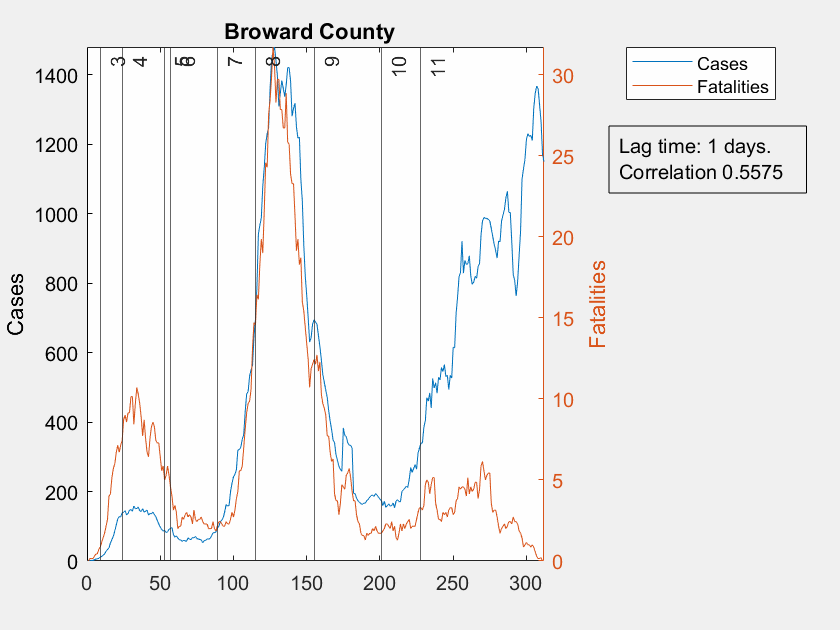 Broward County
3 4 5 6 7 8 9 10 11
1400
1200
1000
800
600
400
200
0
Cases
30
25
20
15
10
5
0
Fatalities
0 50 100 150 200 250 300
Cases
Fatalities
Lag time: 1 days.
Correlation 0.5575